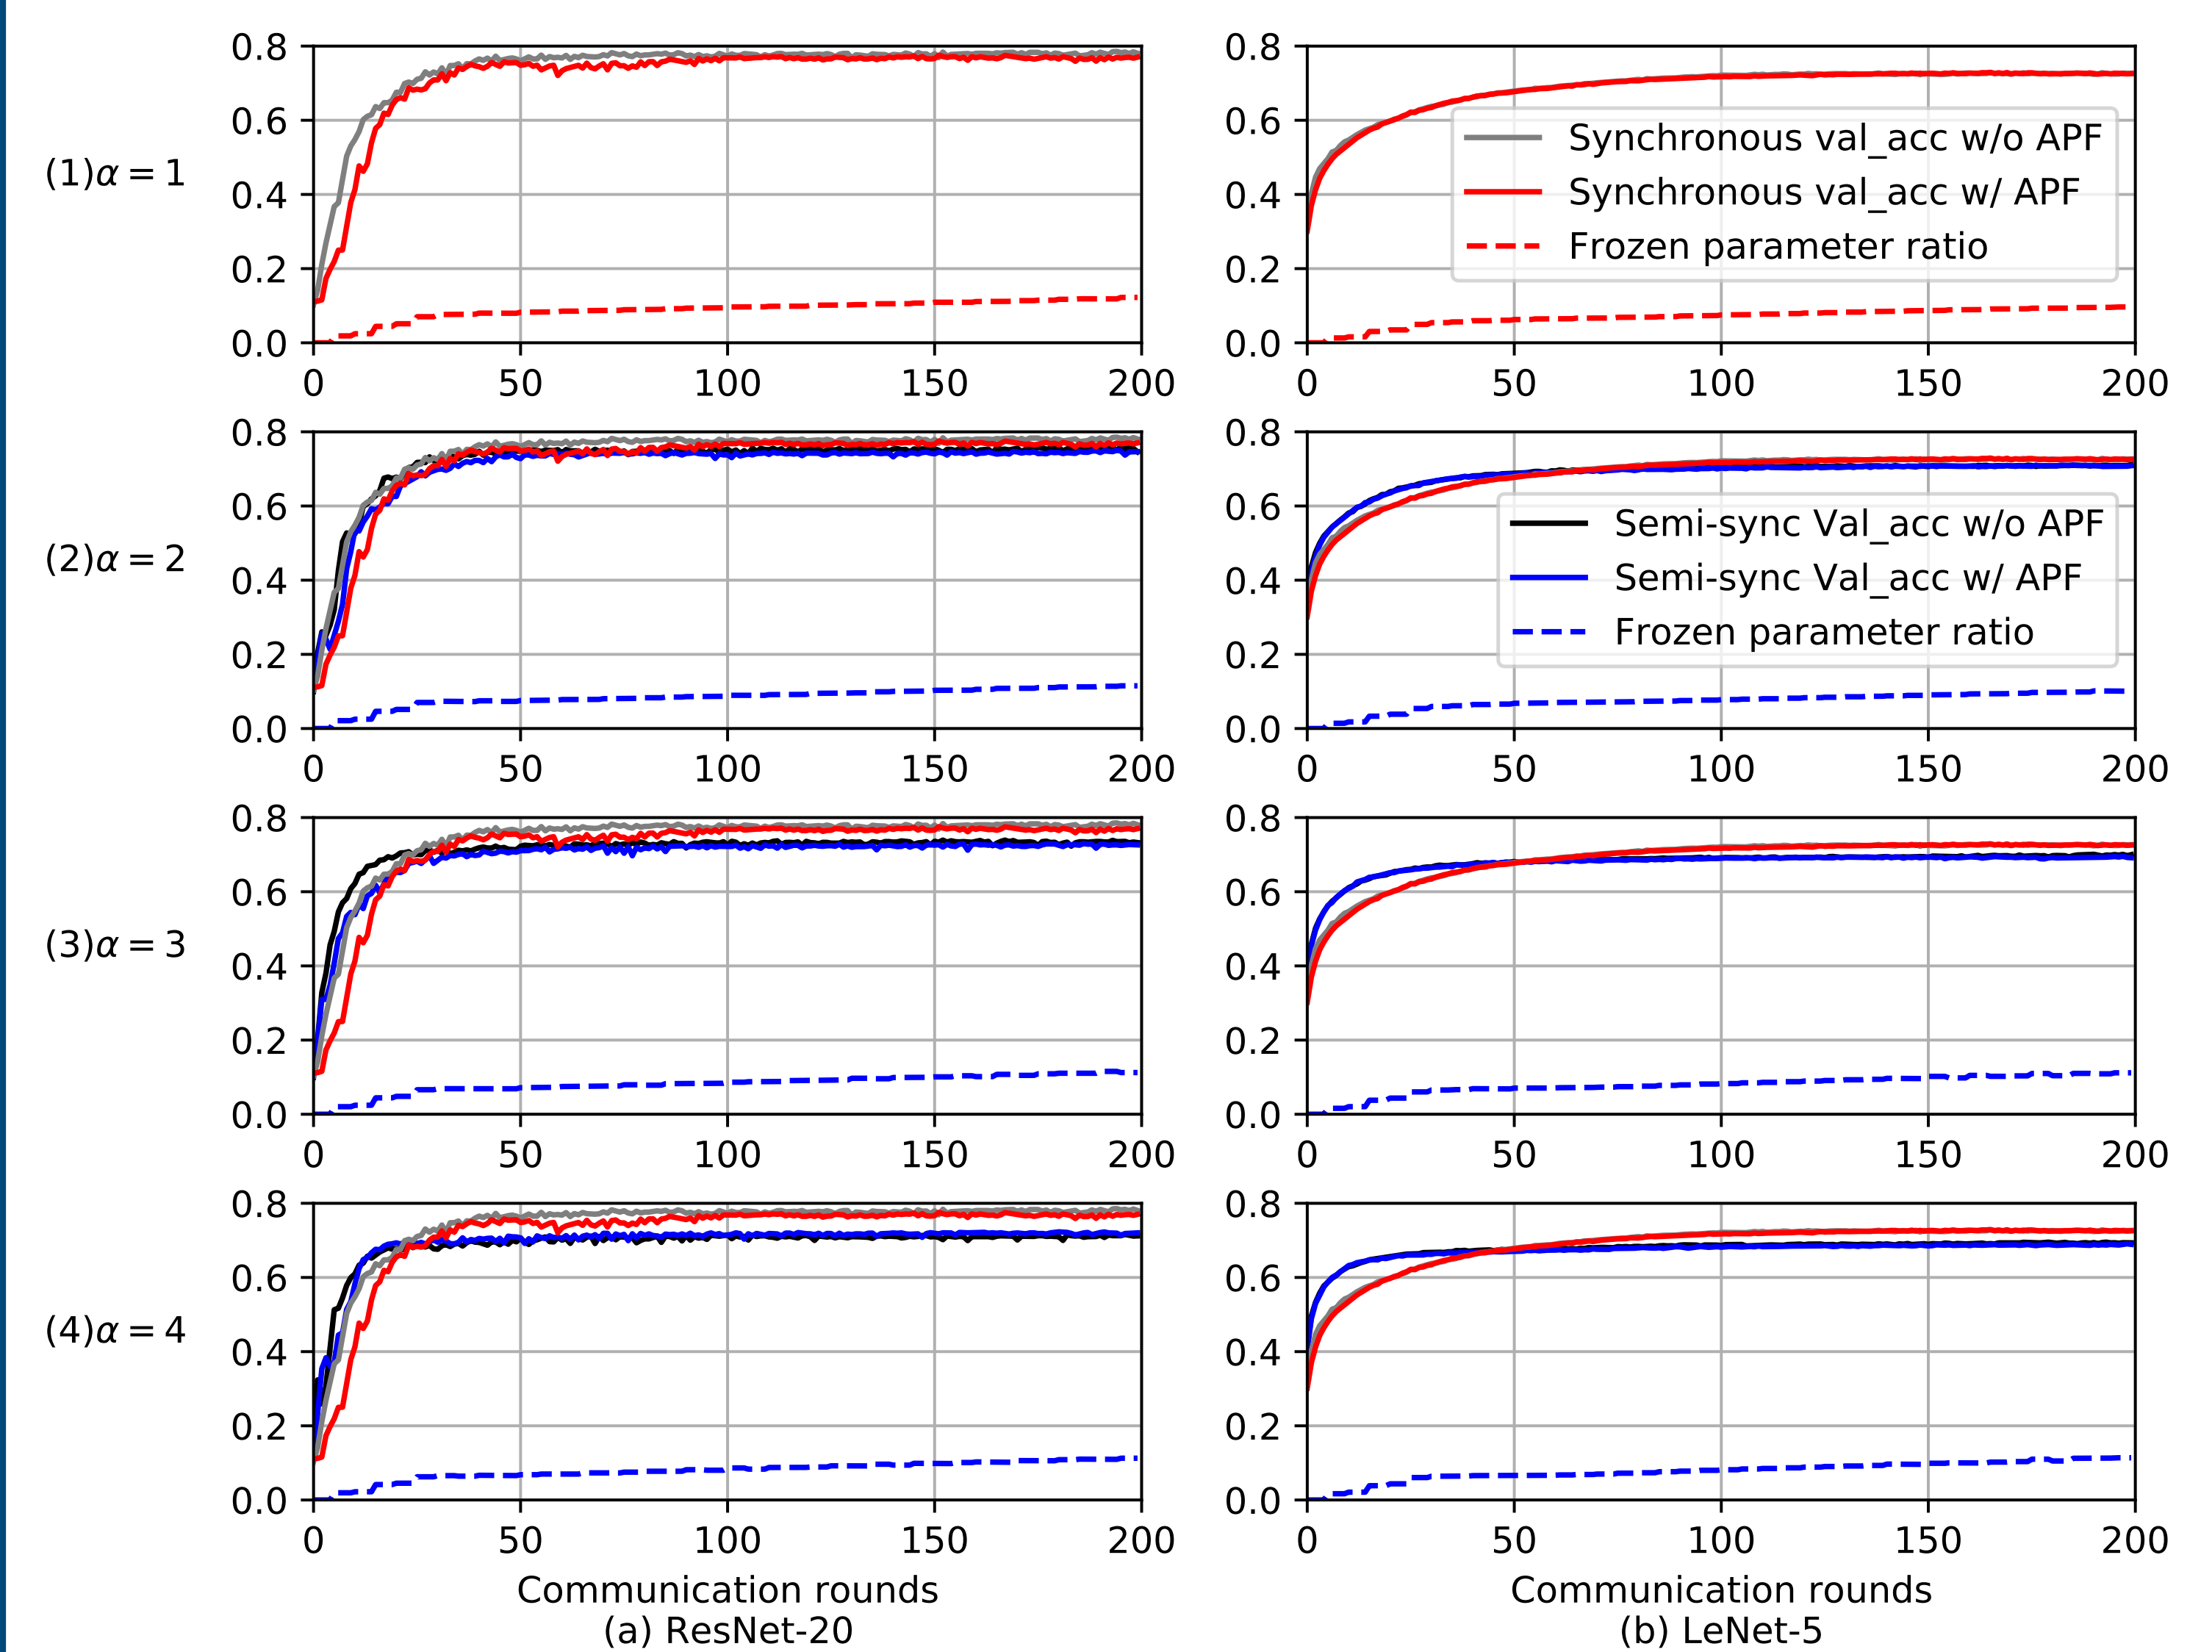 (1)α = 1
0.8
0.6
0.4
0.2
0.0
0 50 100 150 200
0.8
0.6
0.4
0.2
0.0
0 50 100 150 200
Synchronous val_acc w/o APF
Synchronous val_acc w/ APF
Frozen parameter ratio
(2)α = 2
0.8
0.6
0.4
0.2
0.0
0 50 100 150 200
0.8
0.6
0.4
0.2
0.0
0 50 100 150 200
Semi-sync Val_acc w/o APF
Semi-sync Val_acc w/ APF
Frozen parameter ratio
(3)α = 3
0.8
0.6
0.4
0.2
0.0
0 50 100 150 200
0.8
0.6
0.4
0.2
0.0
0 50 100 150 200
(4)α = 4
0.8
0.6
0.4
0.2
0.0
0 50 100 150 200
Communication rounds
(a) ResNet-20
0.8
0.6
0.4
0.2
0.0
0 50 100 150 200
Communication rounds
(b) LeNet-5